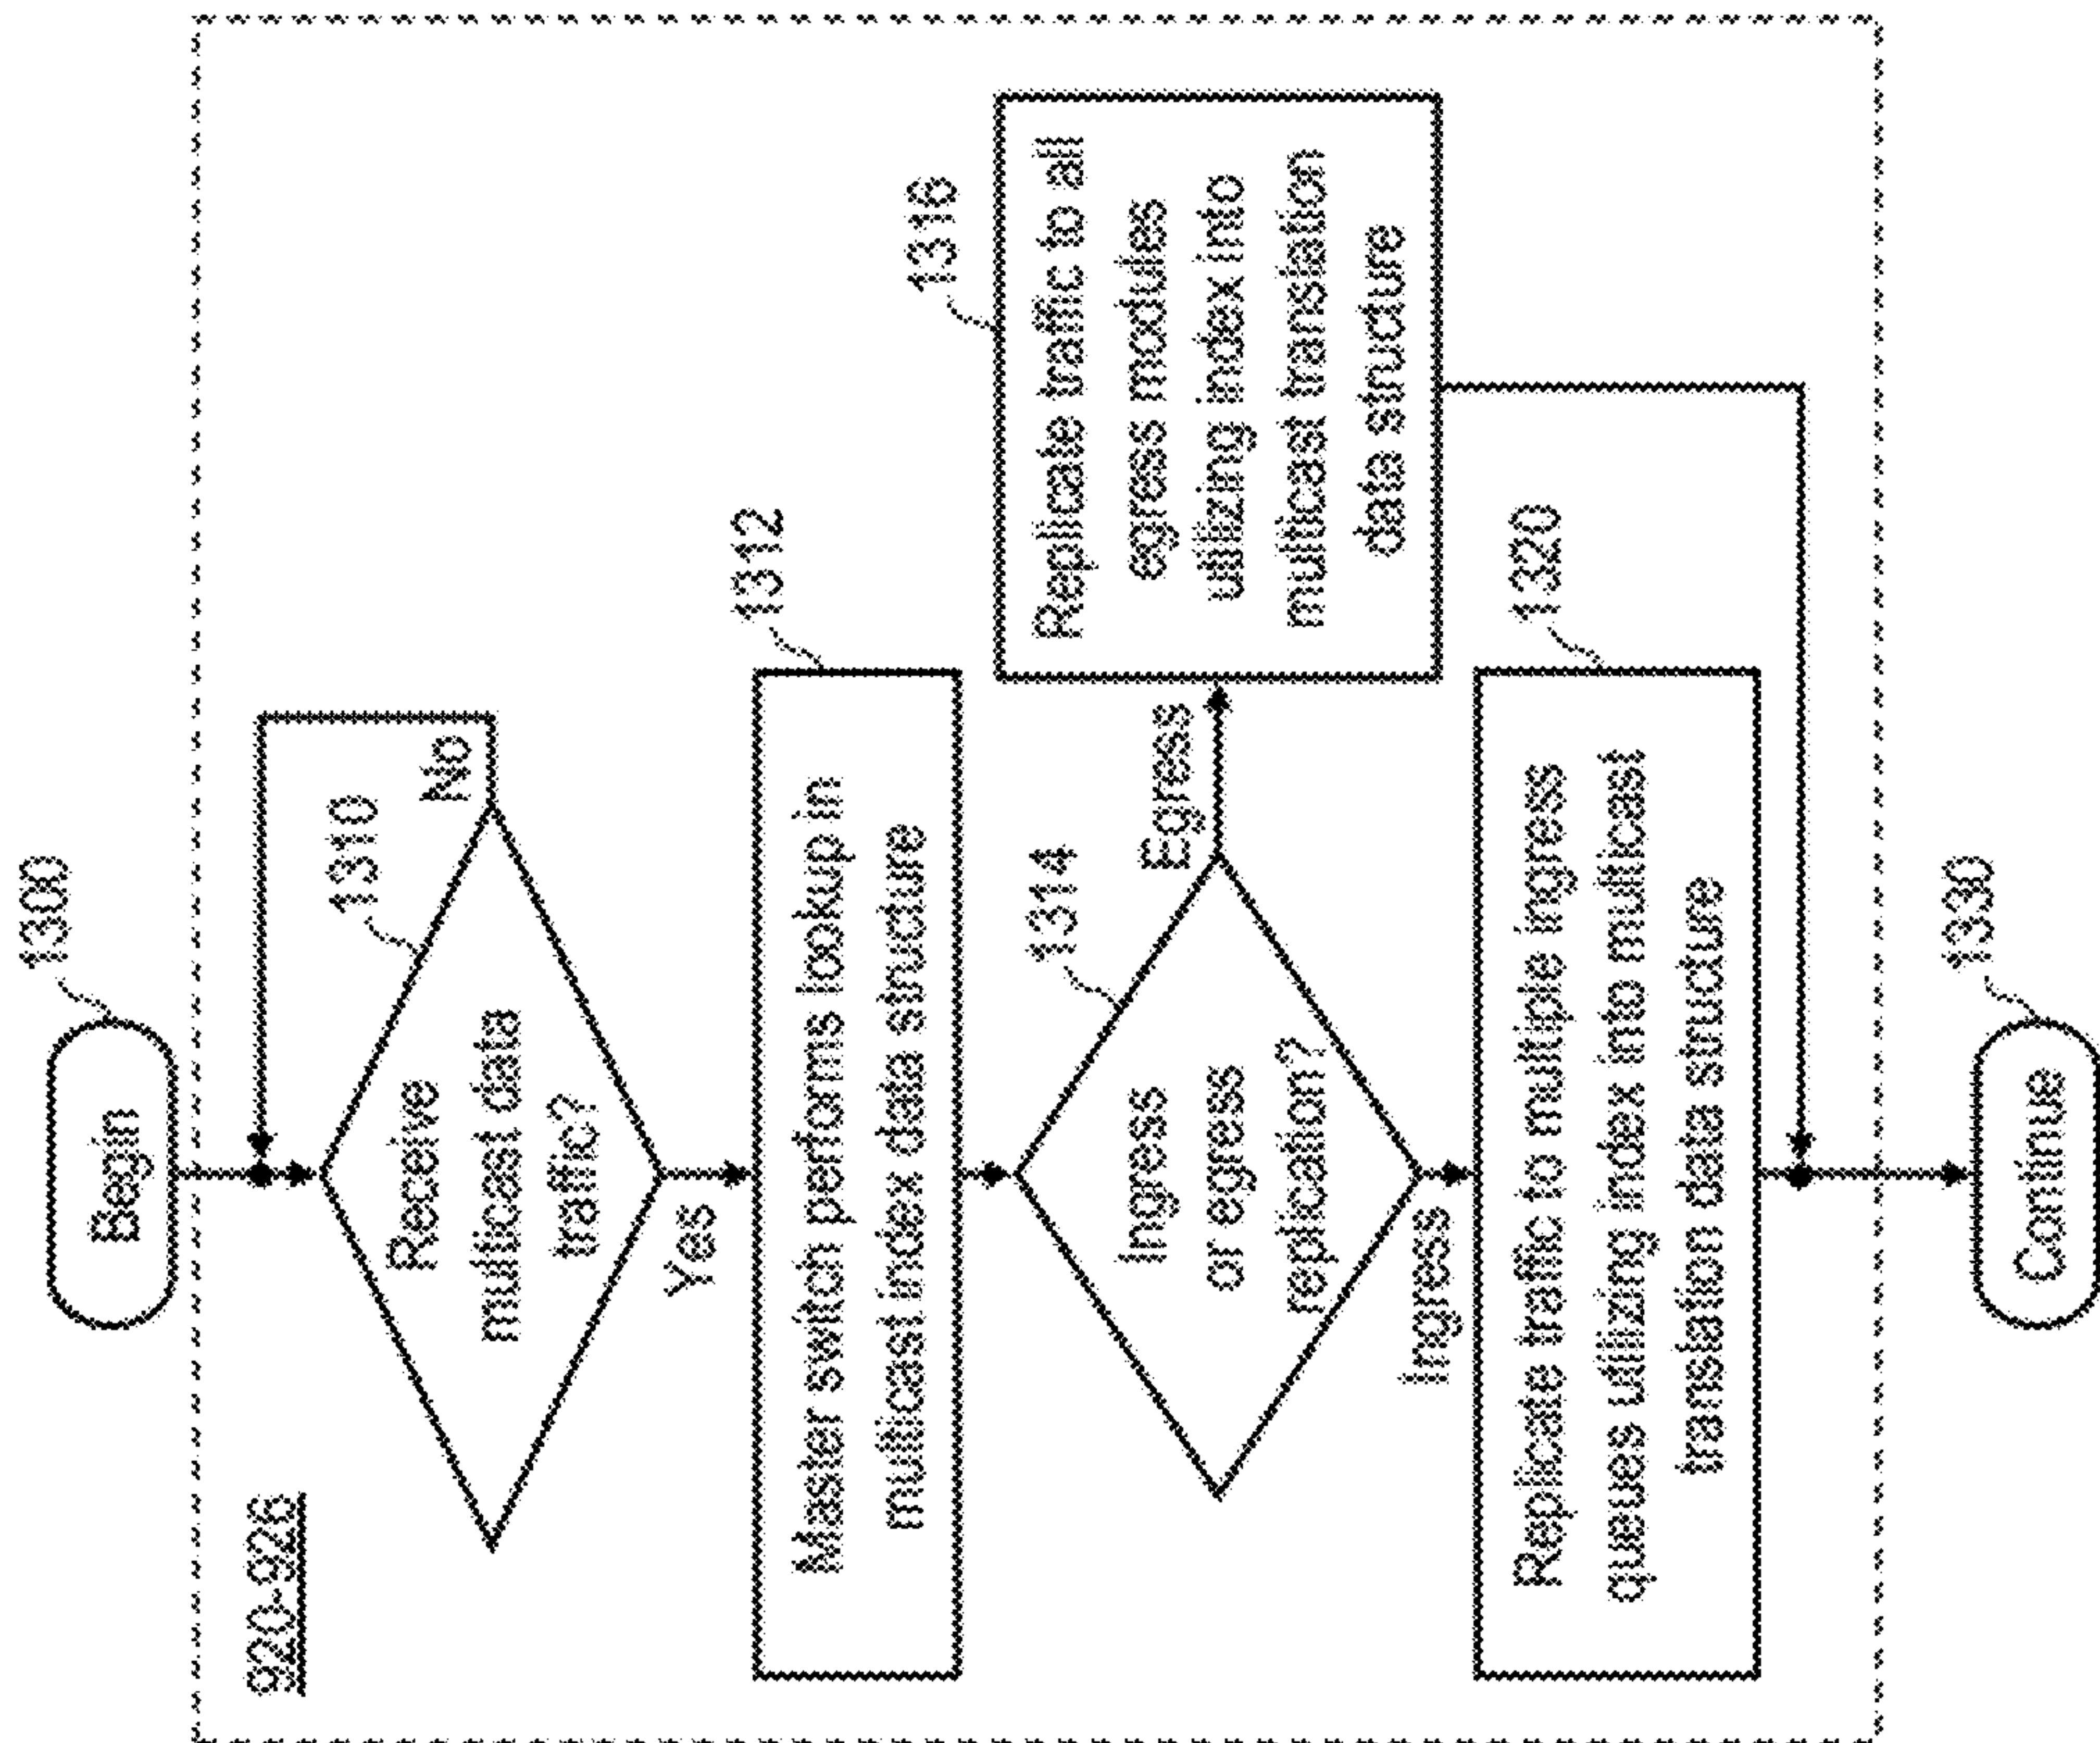 1300
Begin
920-926
1310
Receive
multicast data
traffic?
No
Yes
1312
Master switch performs lookup in
multicast index data structure
1314
Ingress
or egress
replication?
Egress
1316
Replicate traffic to all
egress modules
utilizing index into
multicast translation
data structure
Ingress
1320
Replicate traffic to multiple ingress
queues utilizing index into multicast
translation data structure
1330
Continue